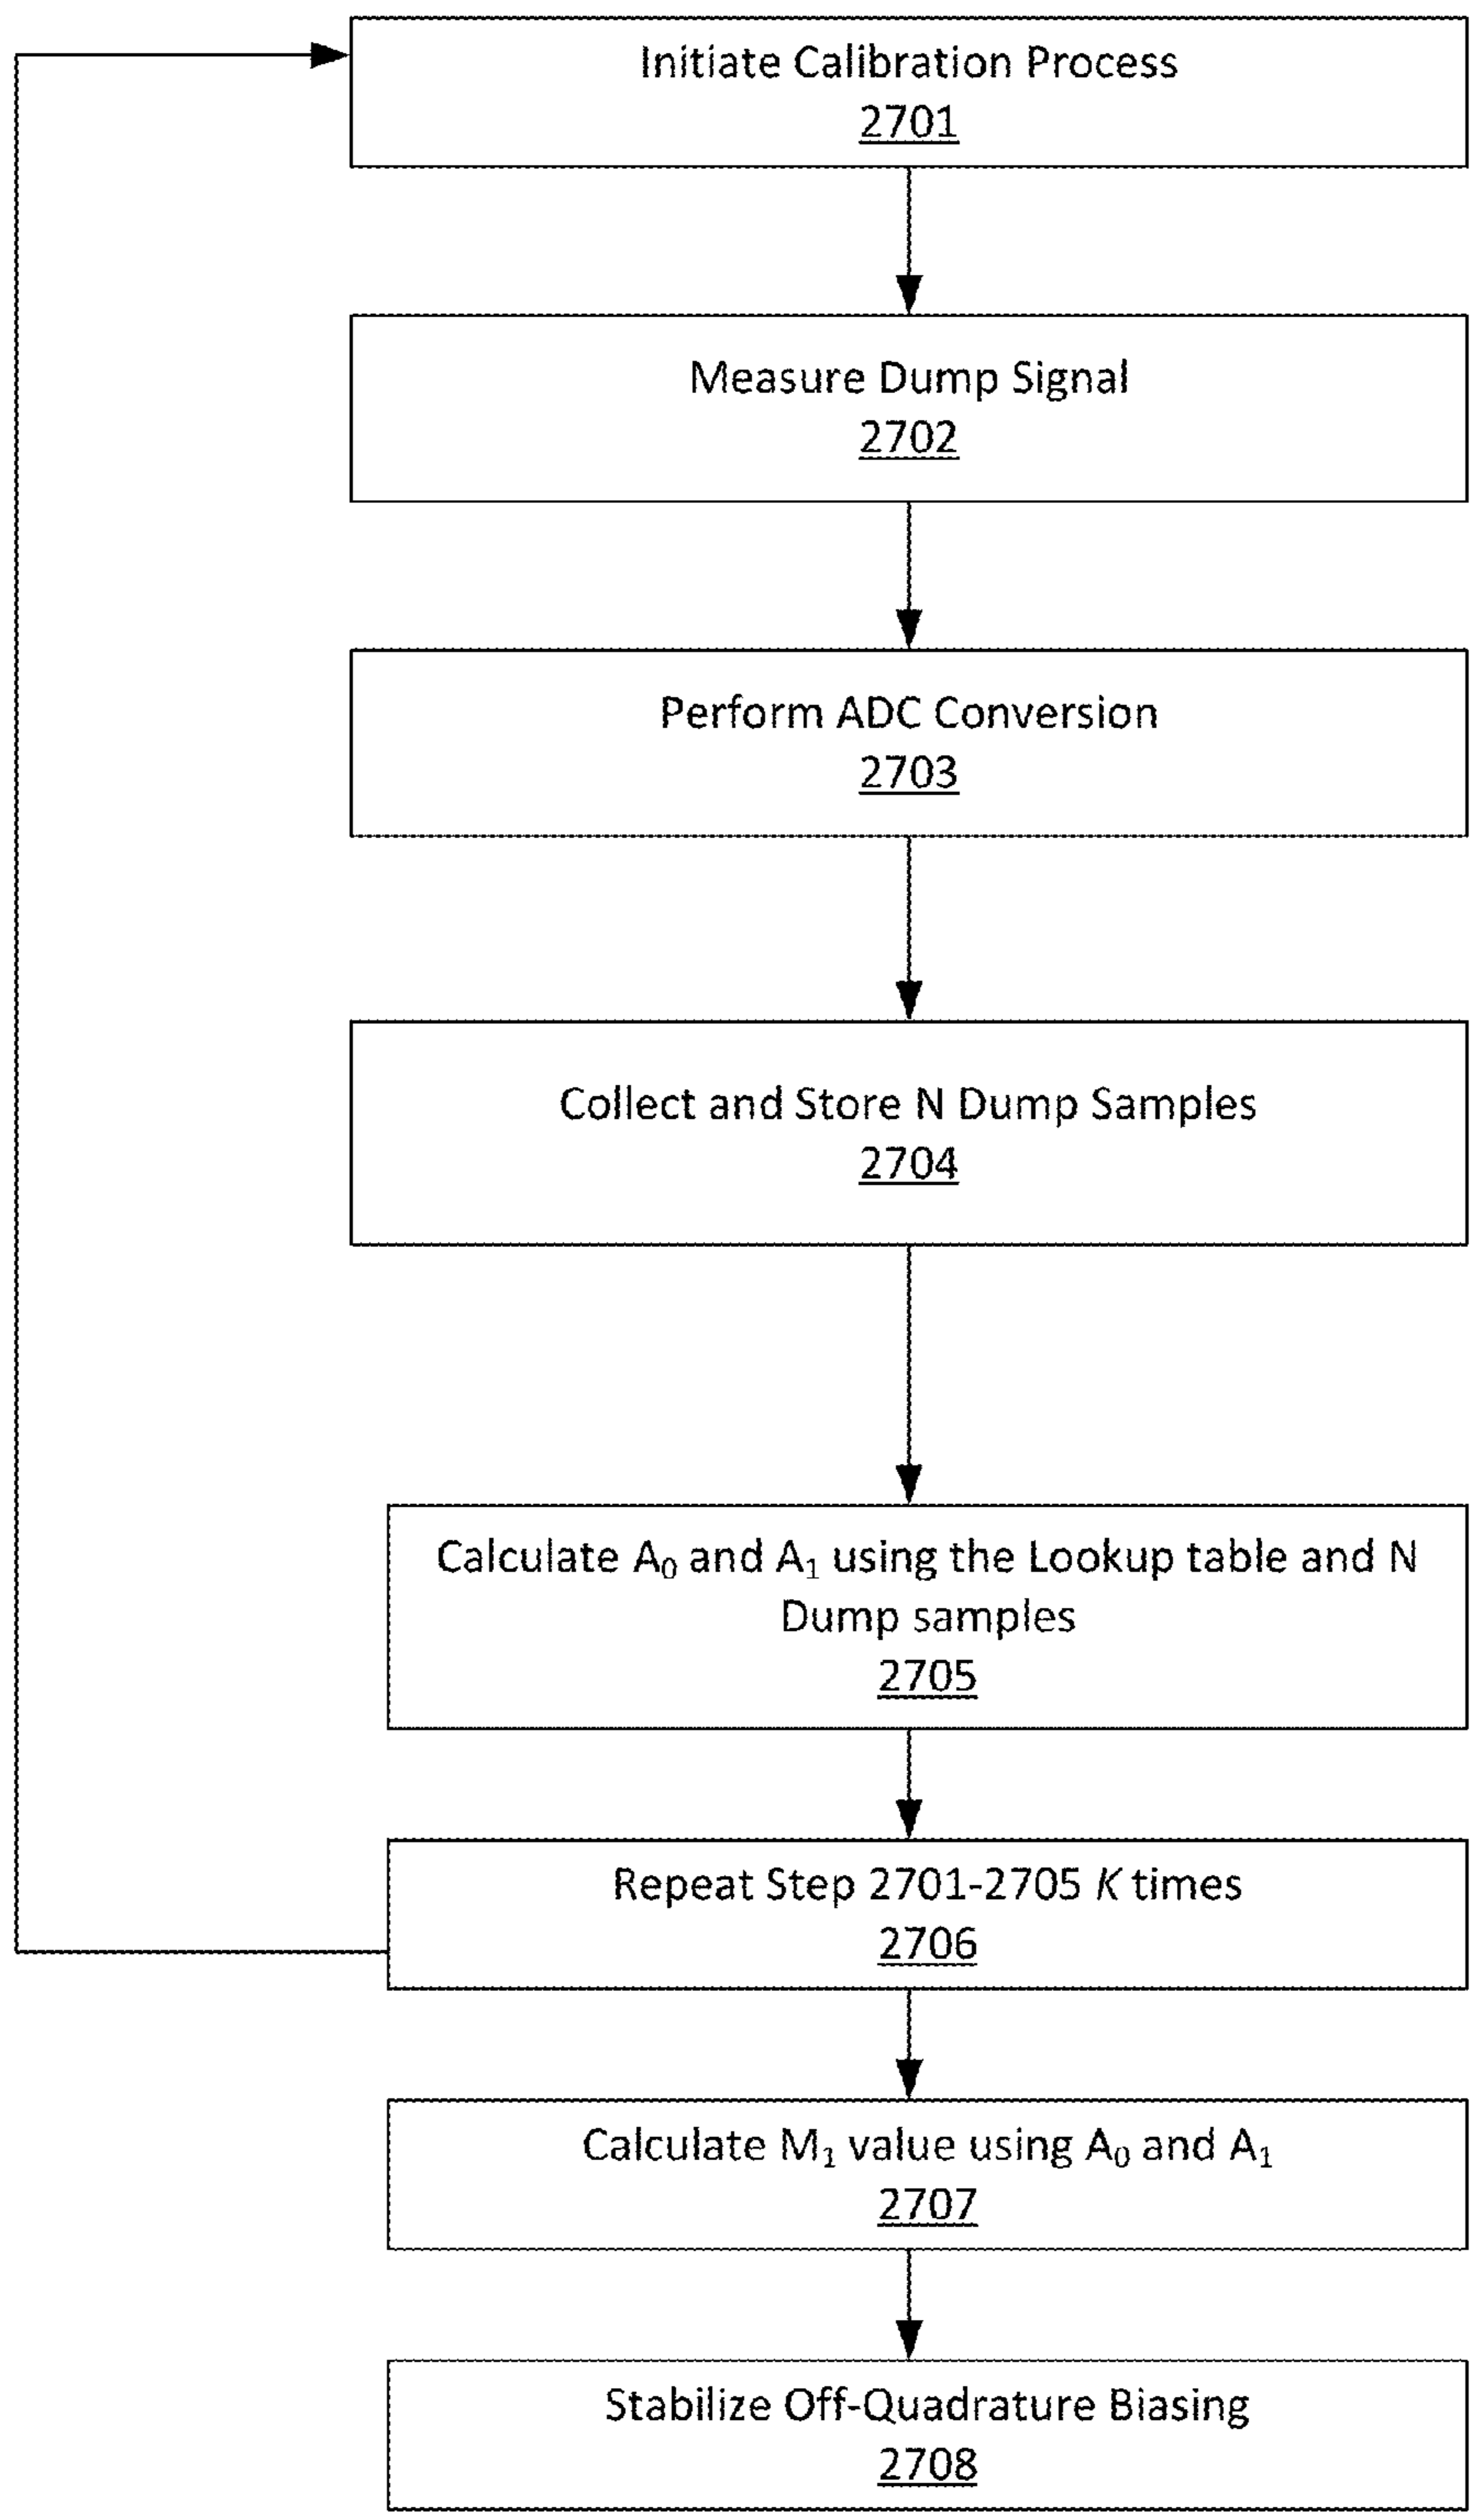 Initiate Calibration Process
2701
Measure Dump Signal
2702
Perform ADC Conversion
2703
Collect and Store N Dump Samples
2704
Calculate A₀ and A₁ using the Lookup table and N
Dump samples
2705
Repeat Step 2701-2705 K times
2706
Calculate M₁ value using A₀ and A₁
2707
Stabilize Off-Quadrature Biasing
2708